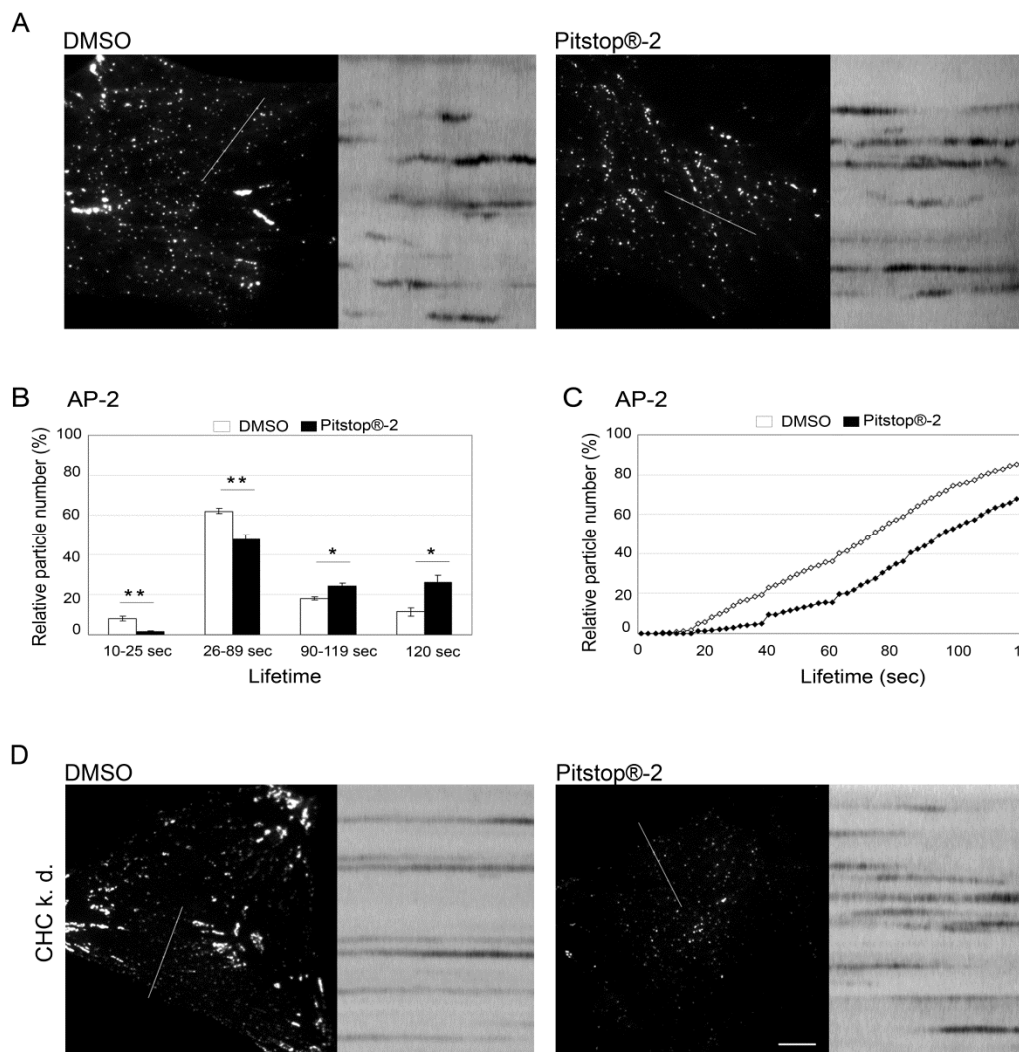 A
DMSO
Pitstop®-2
B AP-2
DMSO Pitstop®-2
Relative particle number (%)
100
80
60
40
20
0
** ** * *
10-25 sec 26-89 sec 90-119 sec 120 sec
Lifetime
C AP-2
DMSO Pitstop®-2
Relative particle number (%)
100
80
60
40
20
0
0 20 40 60 80 100 1
Lifetime (sec)
D
DMSO
Pitstop®-2
CHC k. d.